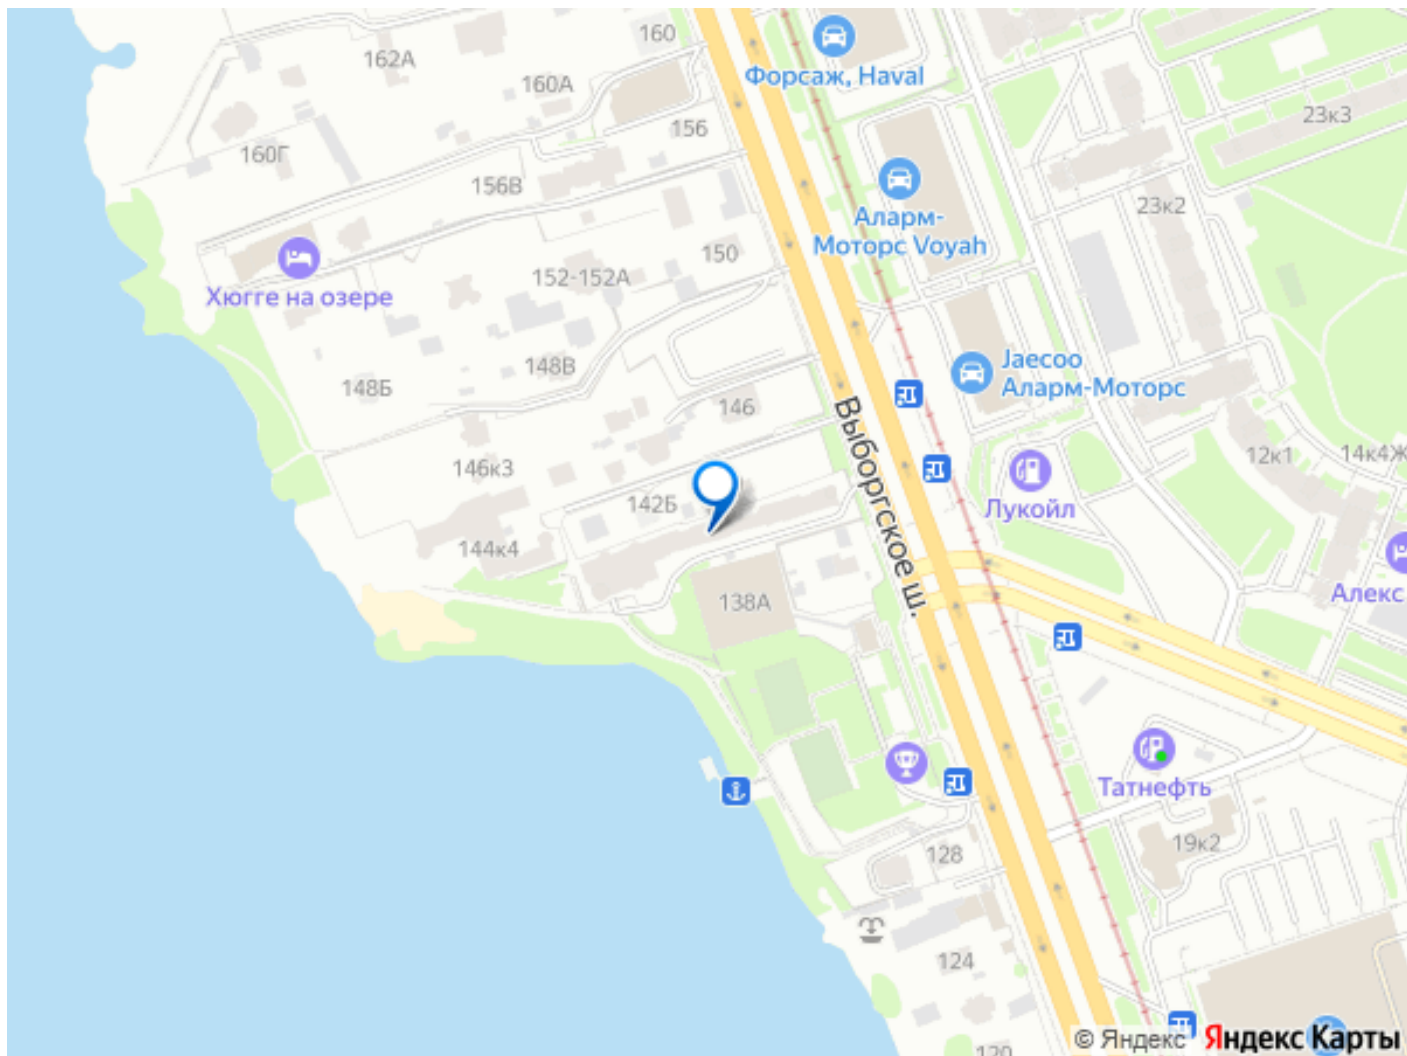 160
162А
Форсаж, Haval
160А
23к3
156
160Г
156В
23к2
Аларм-
Моторс Voyah
150
152-152А
Хюгге на озере
Jaecoo
Аларм-Моторс
148В
148Б
146
Выборгское ш.
12к1
14к4Ж
146к3
142Б
Лукойл
144к4
Алекс
138А
Татнефть
19к2
128
124
120
© Яндекс
Яндекс Карты